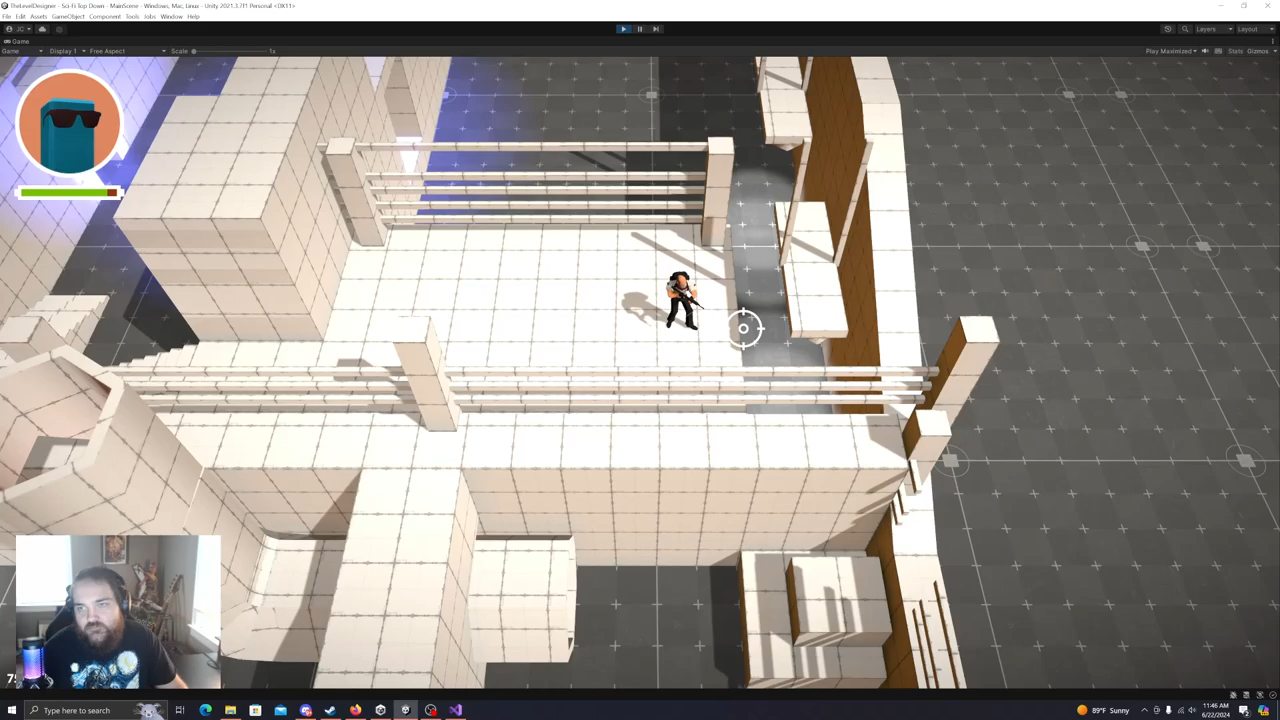 TheLevelDesigner - Sci-Fi Top Down - MainScene - Windows, Mac, Linux - Unity 2021.3.7f1 Personal <DX11>
File Edit Assets GameObject Component Tools Jobs Window Help
JC Layers Layout
Game
Game Display 1 Free Aspect Scale 1x Play Maximized Stats Gizmos
Type here to search 89°F Sunny 11:46 AM
6/22/2024